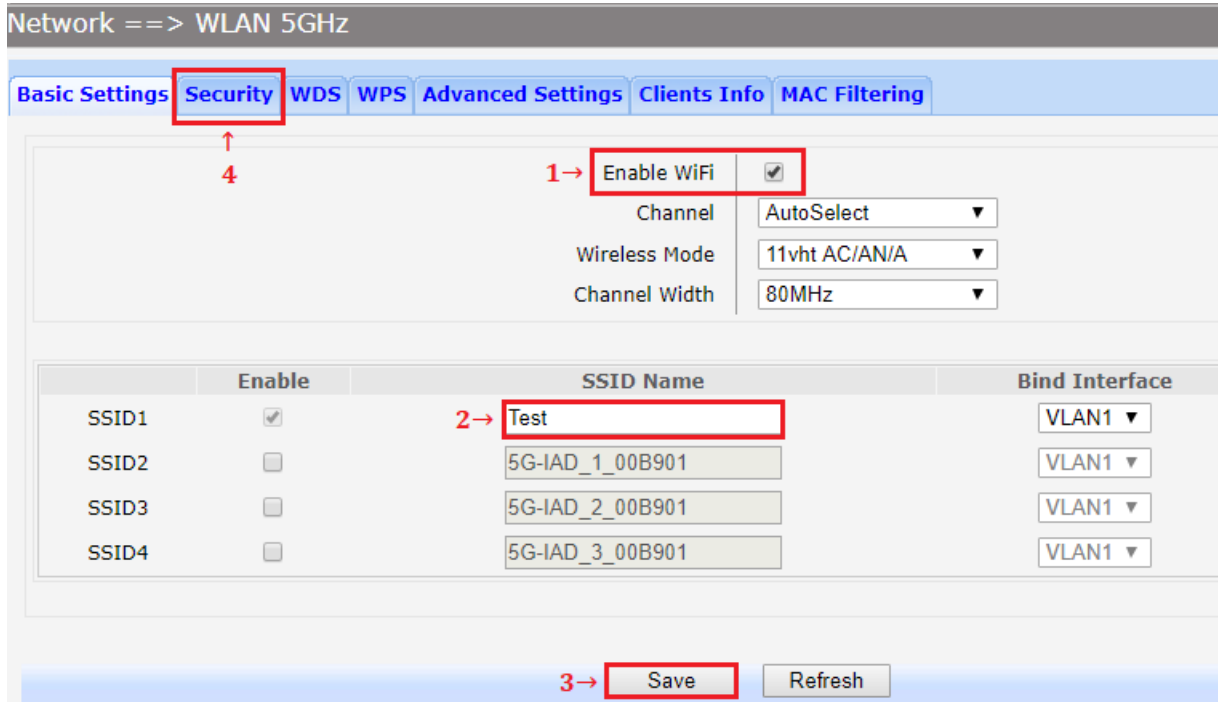 Network ==> WLAN 5GHz
Basic Settings Security WDS WPS Advanced Settings Clients Info MAC Filtering
↑
4
1→ Enable WiFi
Channel AutoSelect ▼
Wireless Mode 11vht AC/AN/A ▼
Channel Width 80MHz ▼
Enable SSID Name Bind Interface
SSID1 2→ Test VLAN1 ▼
SSID2 5G-IAD_1_00B901 VLAN1 ▼
SSID3 5G-IAD_2_00B901 VLAN1 ▼
SSID4 5G-IAD_3_00B901 VLAN1 ▼
3→ Save Refresh